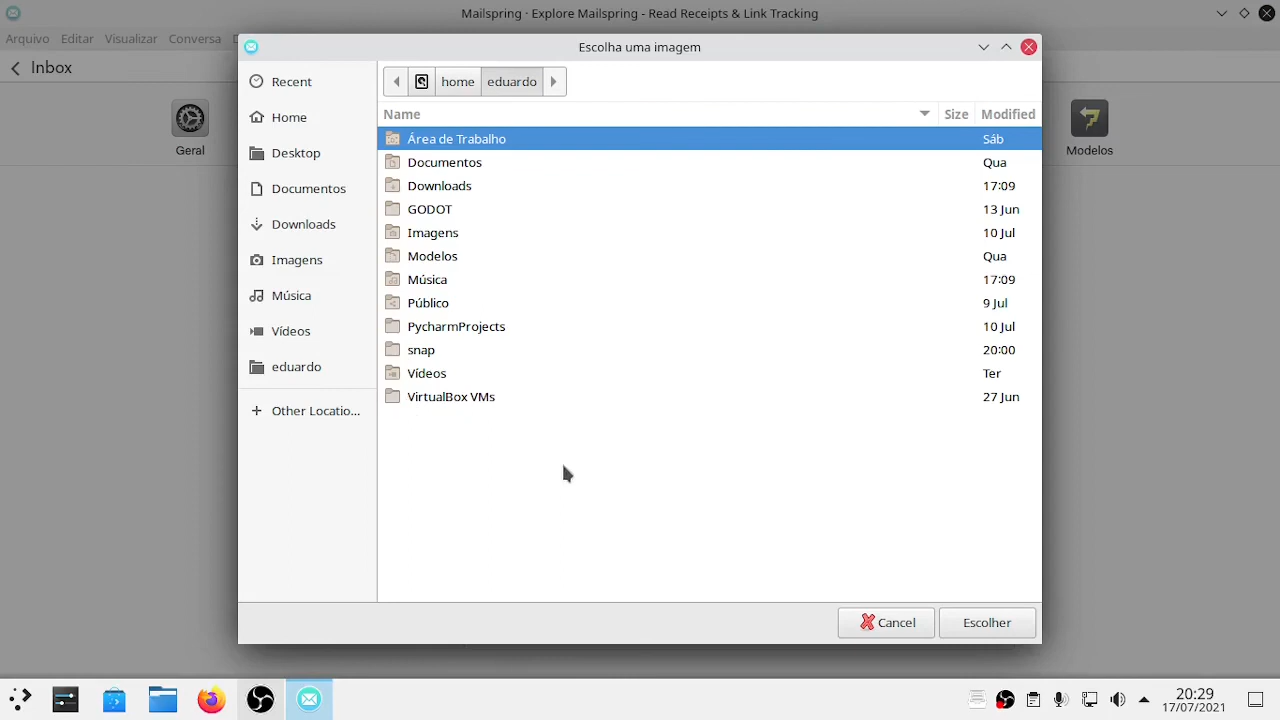 Mailspring · Explore Mailspring - Read Receipts & Link Tracking
Arquivo Editar Visualizar Conversa
Inbox
Geral
Modelos
Escolha uma imagem
Recent
Home
Desktop
Documentos
Downloads
Imagens
Música
Vídeos
eduardo
Other Locatio...
home eduardo
Name Size Modified
Área de Trabalho Sáb
Documentos Qua
Downloads 17:09
GODOT 13 Jun
Imagens 10 Jul
Modelos Qua
Música 17:09
Público 9 Jul
PycharmProjects 10 Jul
snap 20:00
Vídeos Ter
VirtualBox VMs 27 Jun
Cancel Escolher
20:29
17/07/2021